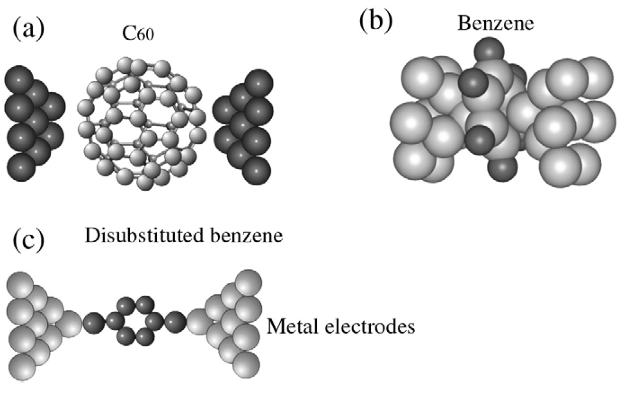 (a)
C60
(b)
Benzene
(c)
Disubstituted benzene
Metal electrodes